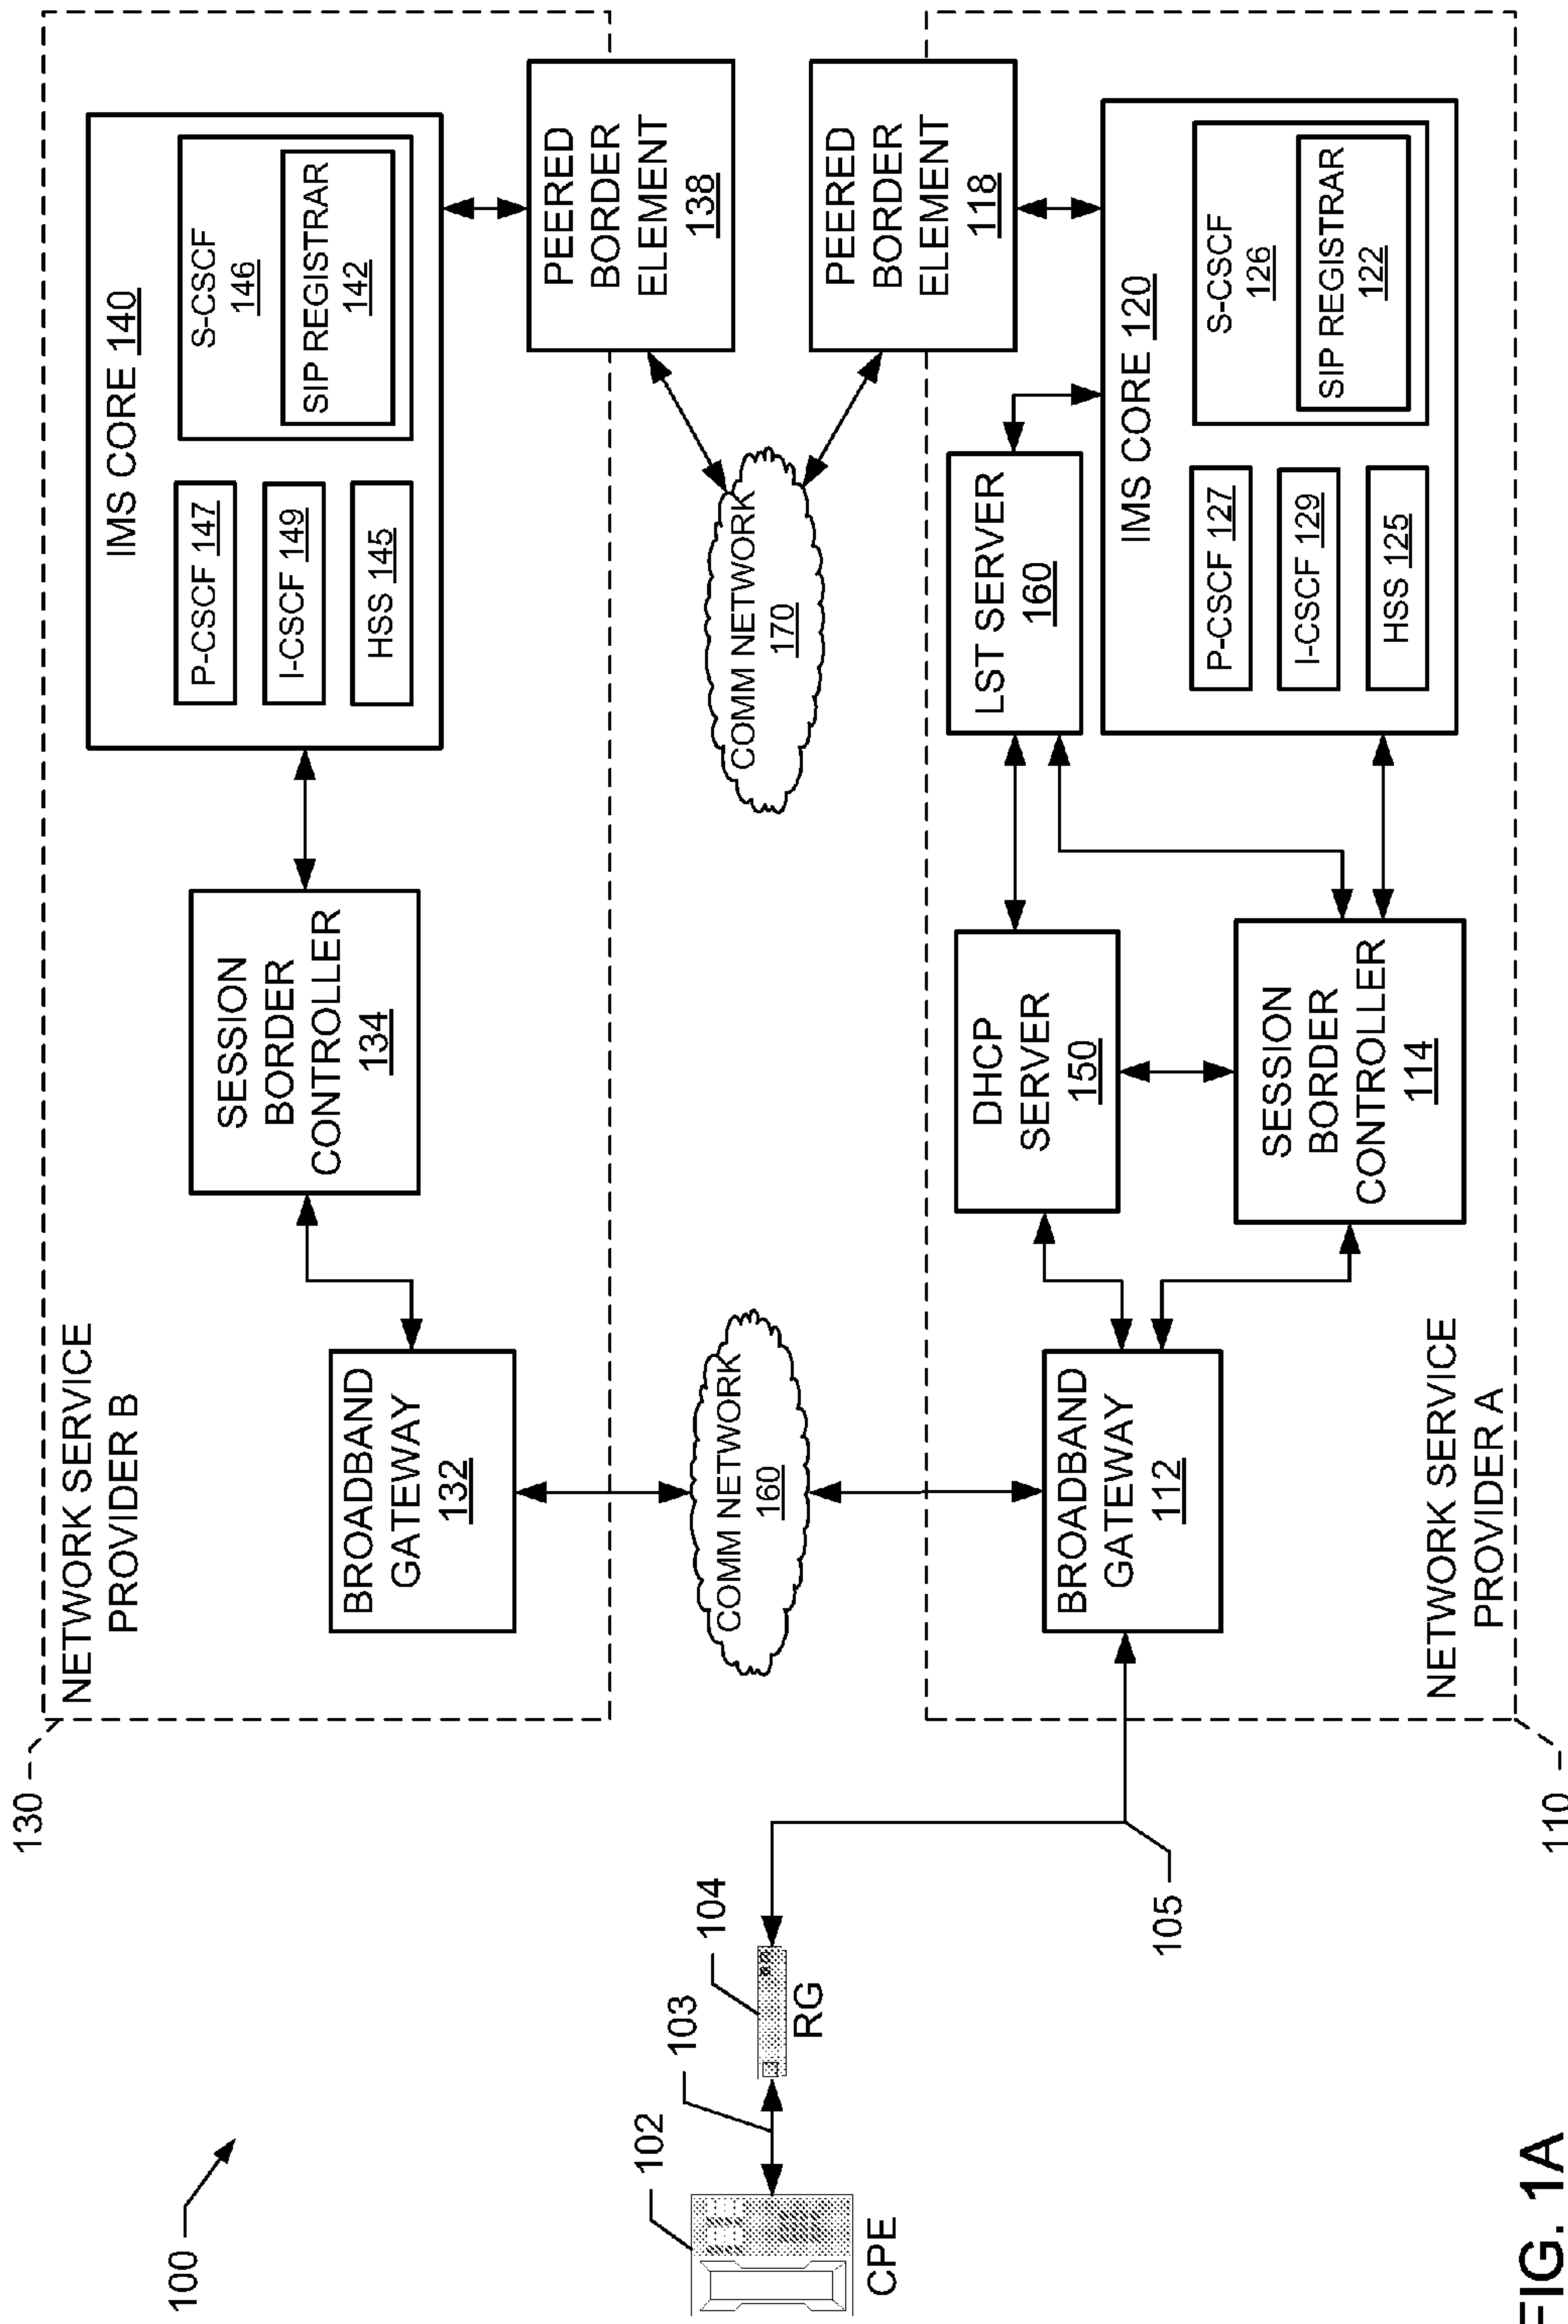 100
130
NETWORK SERVICE
PROVIDER B
BROADBAND
GATEWAY
132
SESSION
BORDER
CONTROLLER
134
IMS CORE 140
P-CSCF 147
I-CSCF 149
HSS 145
S-CSCF
146
SIP REGISTRAR
142
PEERED
BORDER
ELEMENT
138
COMM NETWORK
160
COMM NETWORK
170
PEERED
BORDER
ELEMENT
118
102
CPE
103
104
RG
105
BROADBAND
GATEWAY
112
DHCP
SERVER
150
SESSION
BORDER
CONTROLLER
114
LST SERVER
160
IMS CORE 120
P-CSCF 127
I-CSCF 129
HSS 125
S-CSCF
126
SIP REGISTRAR
122
NETWORK SERVICE
PROVIDER A
110
FIG. 1A